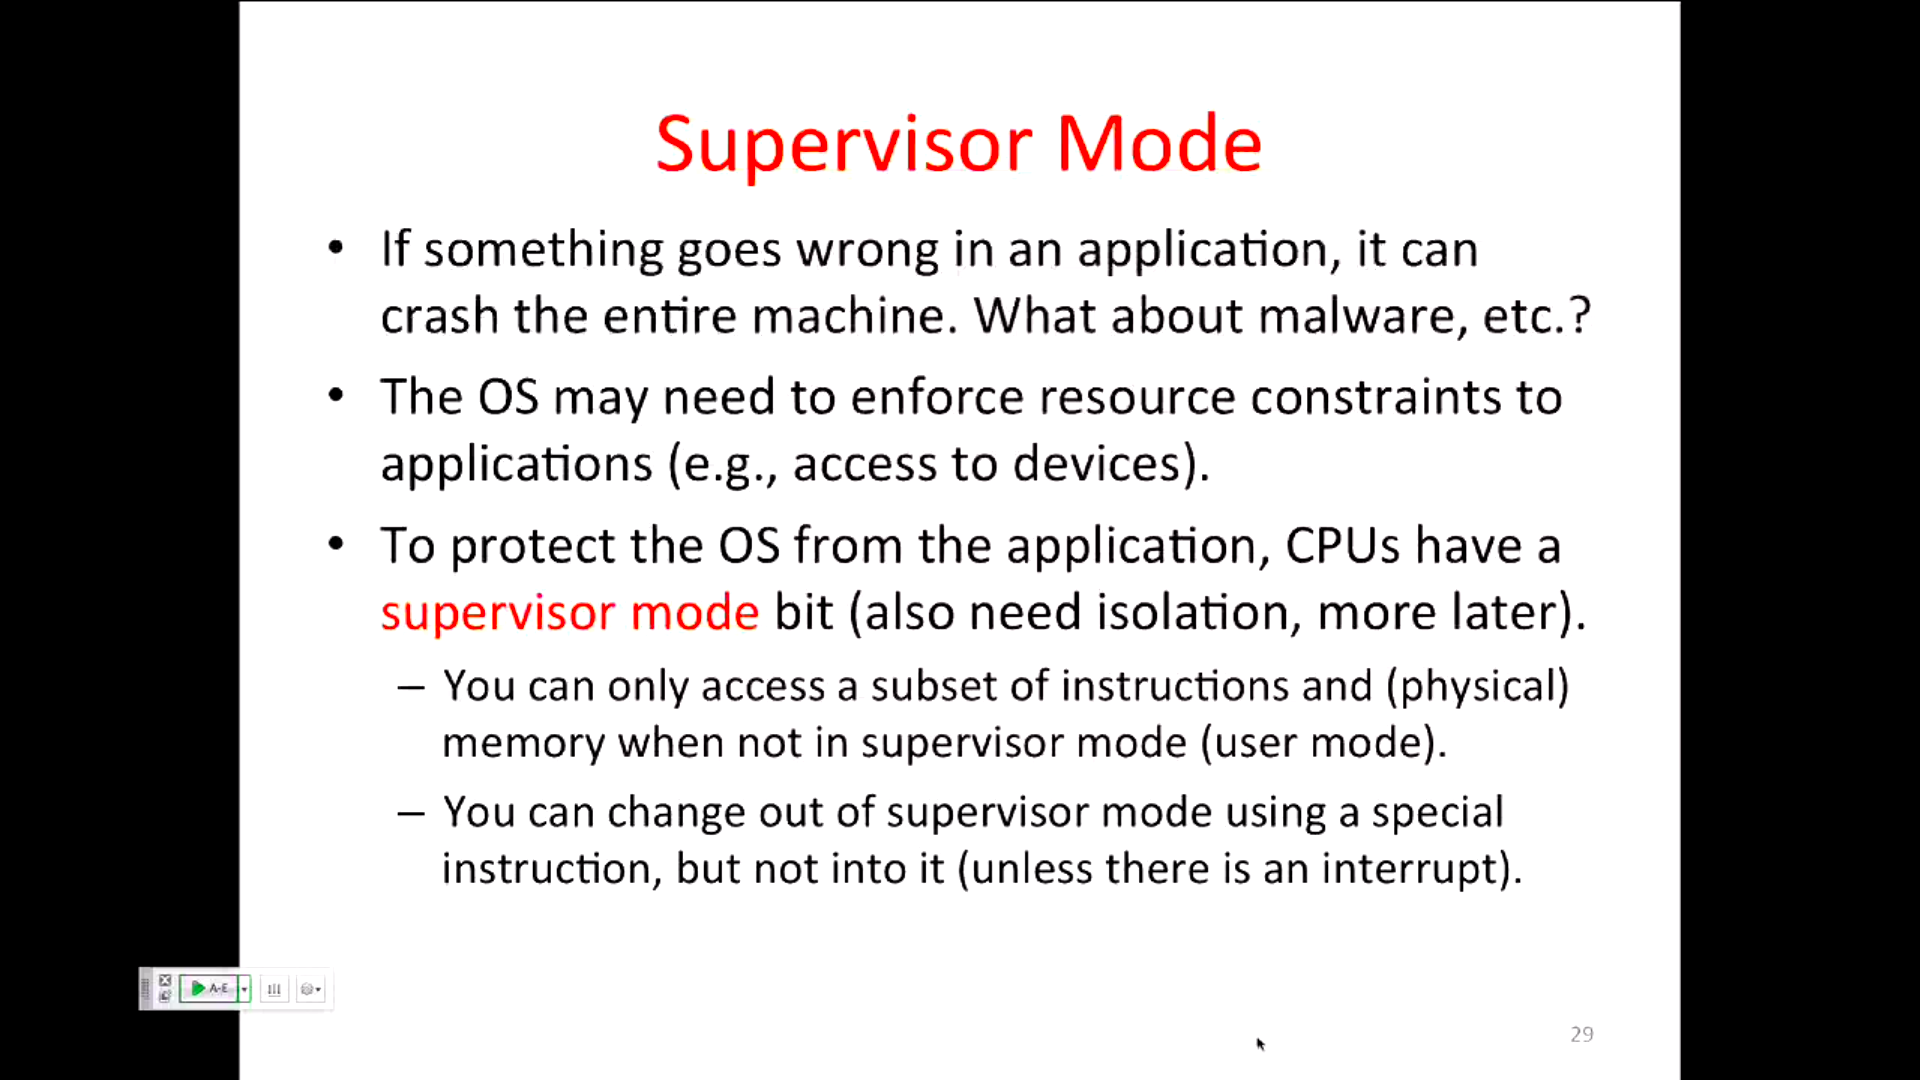 Supervisor Mode
• If something goes wrong in an application, it can
crash the entire machine. What about malware, etc.?
• The OS may need to enforce resource constraints to
applications (e.g., access to devices).
• To protect the OS from the application, CPUs have a
supervisor mode bit (also need isolation, more later).
– You can only access a subset of instructions and (physical)
memory when not in supervisor mode (user mode).
– You can change out of supervisor mode using a special
instruction, but not into it (unless there is an interrupt).
A-E
29